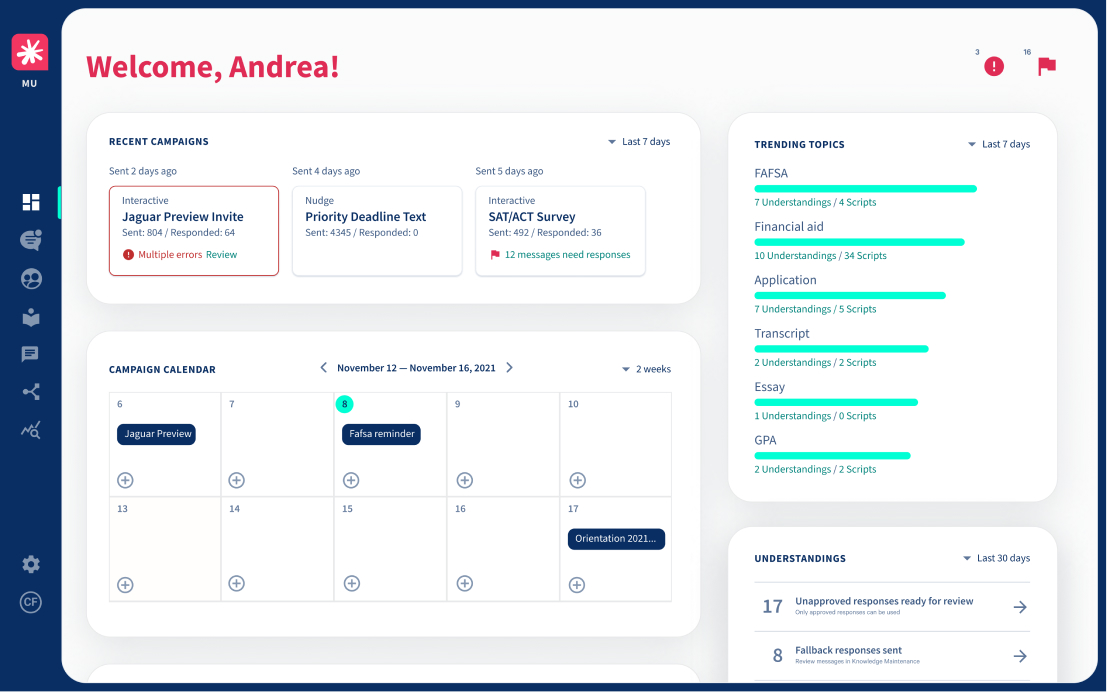 MU
Welcome, Andrea!
3
16
RECENT CAMPAIGNS
Last 7 days
Sent 2 days ago
Sent 4 days ago
Sent 5 days ago
Interactive
Jaguar Preview Invite
Sent: 804 / Responded: 64
Multiple errors Review
Nudge
Priority Deadline Text
Sent: 4345 / Responded: 0
Interactive
SAT/ACT Survey
Sent: 492 / Responded: 36
12 messages need responses
CAMPAIGN CALENDAR
November 12 — November 16, 2021
2 weeks
6
7
8
9
10
Jaguar Preview
Fafsa reminder
13
14
15
16
17
Orientation 2021...
TRENDING TOPICS
Last 7 days
FAFSA
7 Understandings / 4 Scripts
Financial aid
10 Understandings / 34 Scripts
Application
7 Understandings / 5 Scripts
Transcript
2 Understandings / 2 Scripts
Essay
1 Understandings / 0 Scripts
GPA
2 Understandings / 2 Scripts
UNDERSTANDINGS
Last 30 days
17
Unapproved responses ready for review
Only approved responses can be used
8
Fallback responses sent
Review messages in Knowledge Maintenance
CF